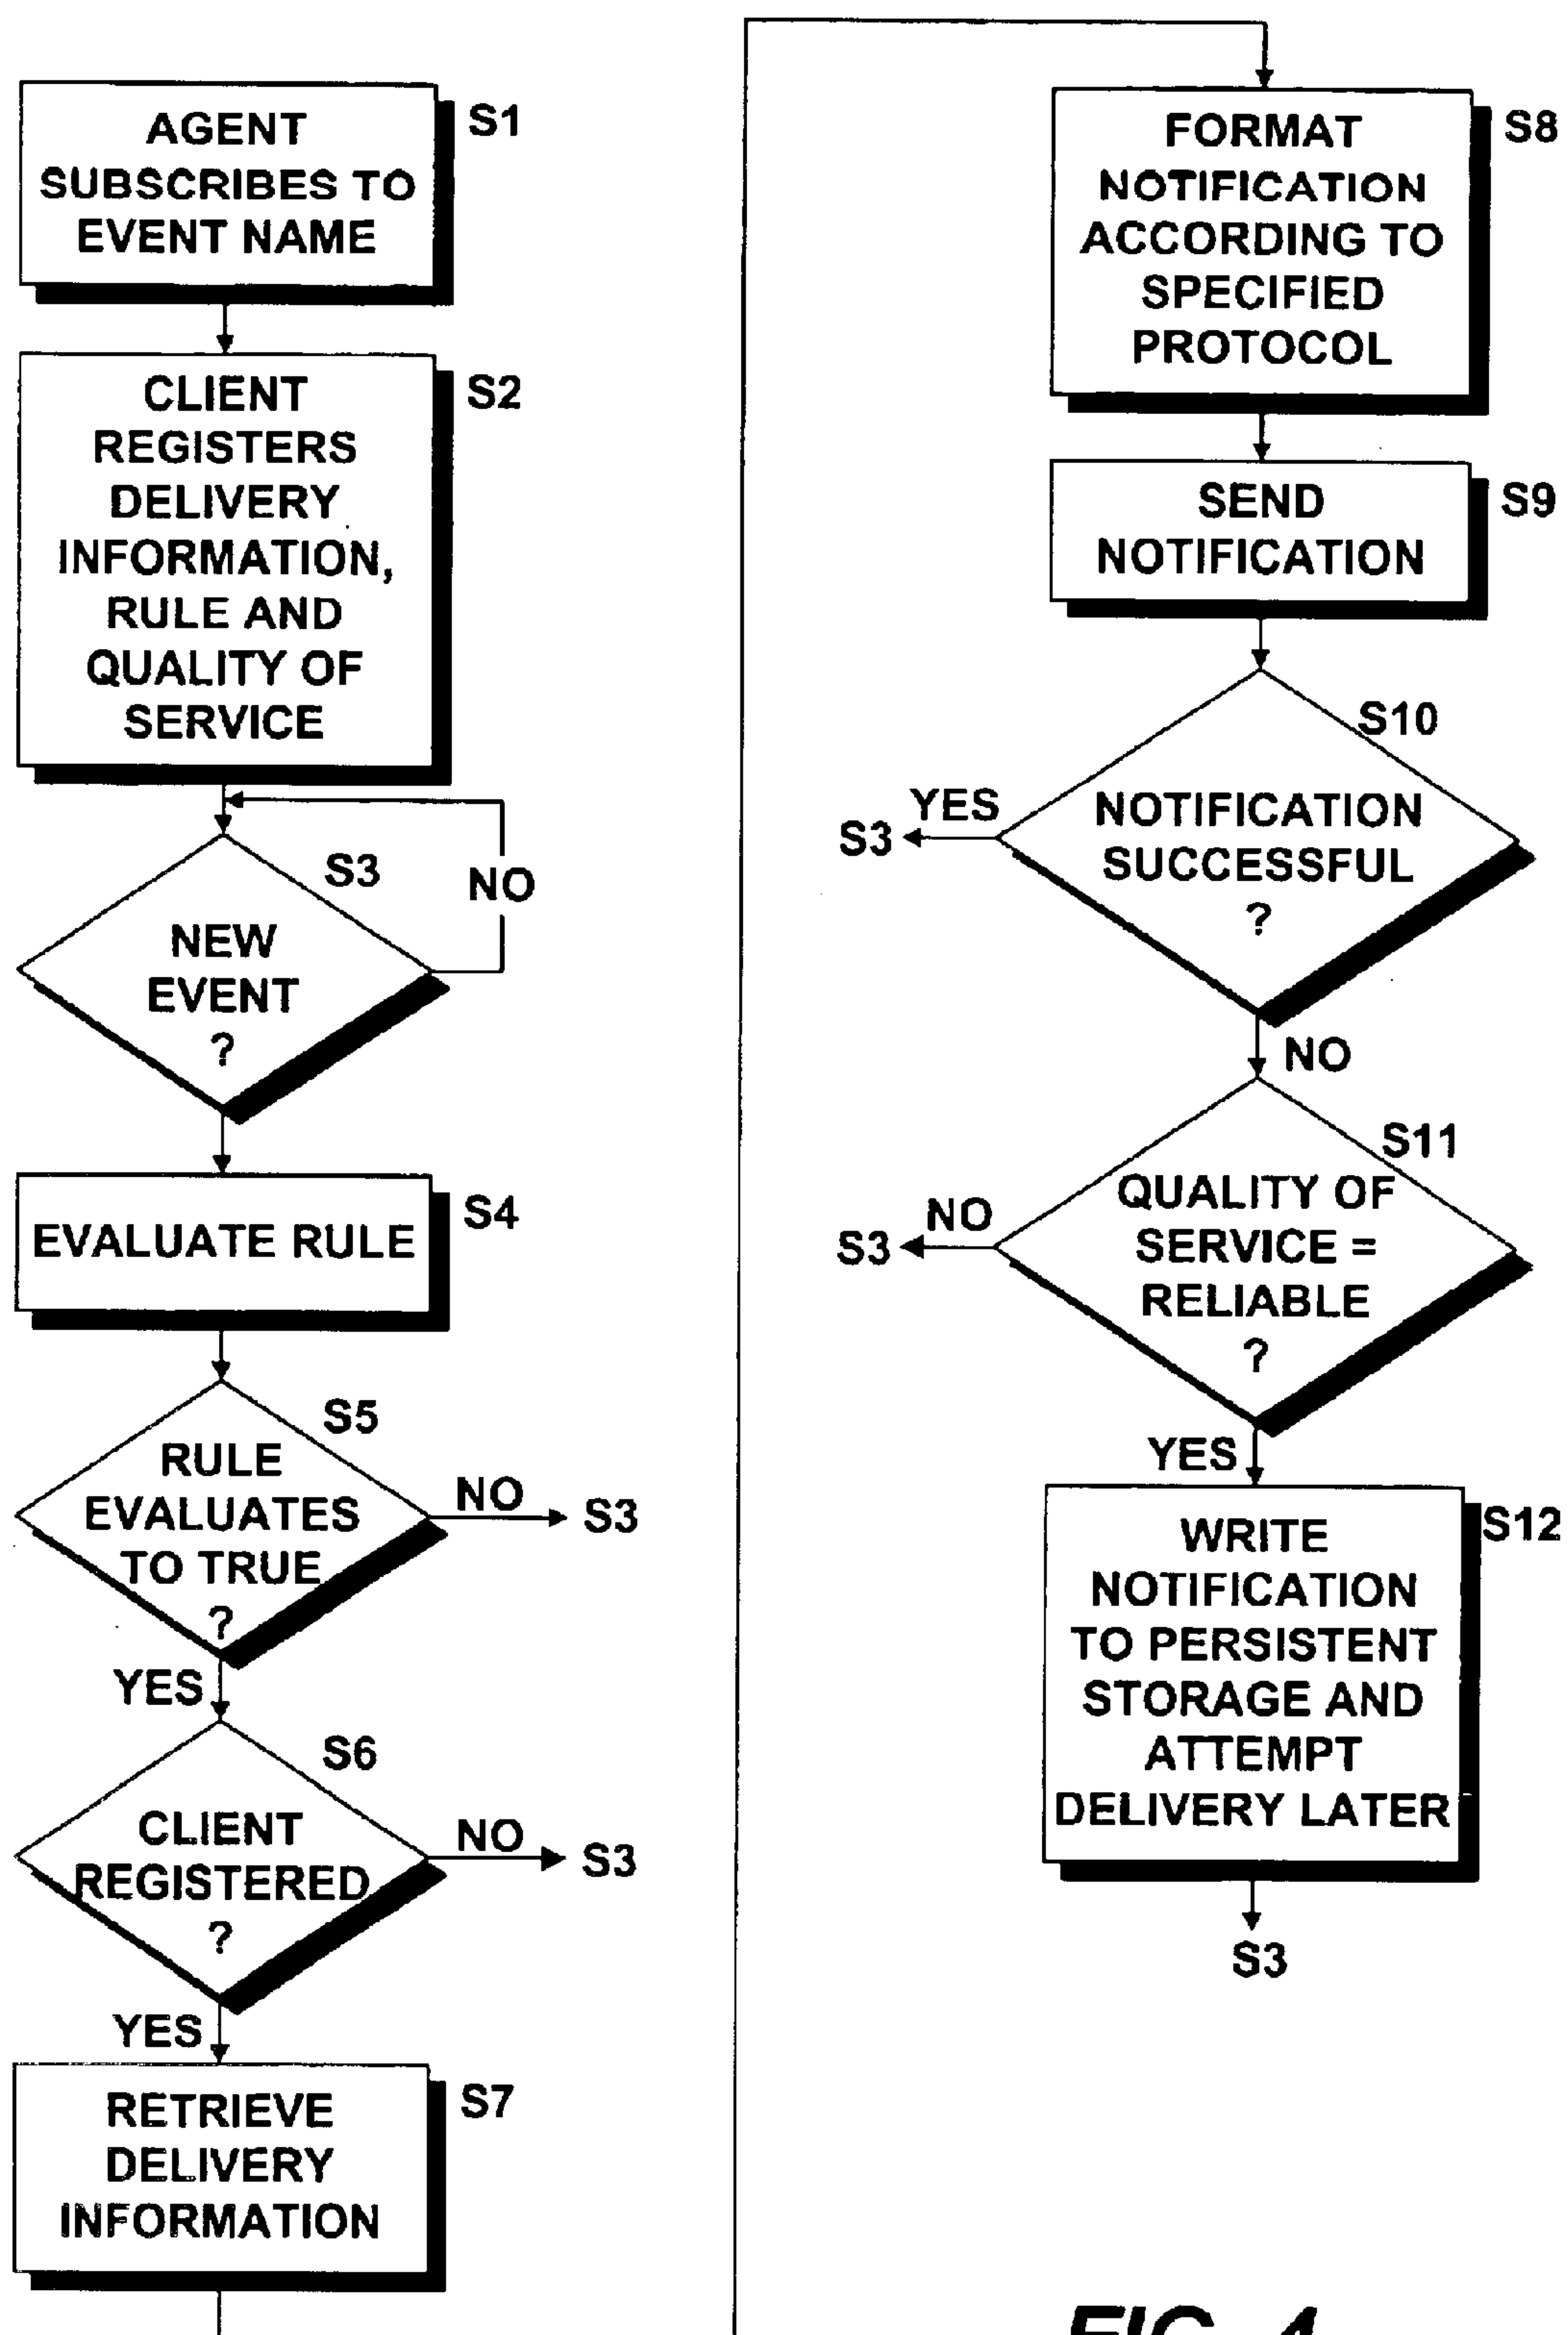 AGENT
SUBSCRIBES TO
EVENT NAME
S1
CLIENT
REGISTERS
DELIVERY
INFORMATION,
RULE AND
QUALITY OF
SERVICE
S2
S3
NO
NEW
EVENT
?
EVALUATE RULE
S4
S5
RULE
EVALUATES
TO TRUE
?
NO
S3
YES
S6
CLIENT
REGISTERED
?
NO
S3
YES
RETRIEVE
DELIVERY
INFORMATION
S7
FORMAT
NOTIFICATION
ACCORDING TO
SPECIFIED
PROTOCOL
S8
SEND
NOTIFICATION
S9
S10
YES
S3
NOTIFICATION
SUCCESSFUL
?
NO
S11
NO
S3
QUALITY OF
SERVICE =
RELIABLE
?
YES
WRITE
NOTIFICATION
TO PERSISTENT
STORAGE AND
ATTEMPT
DELIVERY LATER
S12
S3
FIG. 4